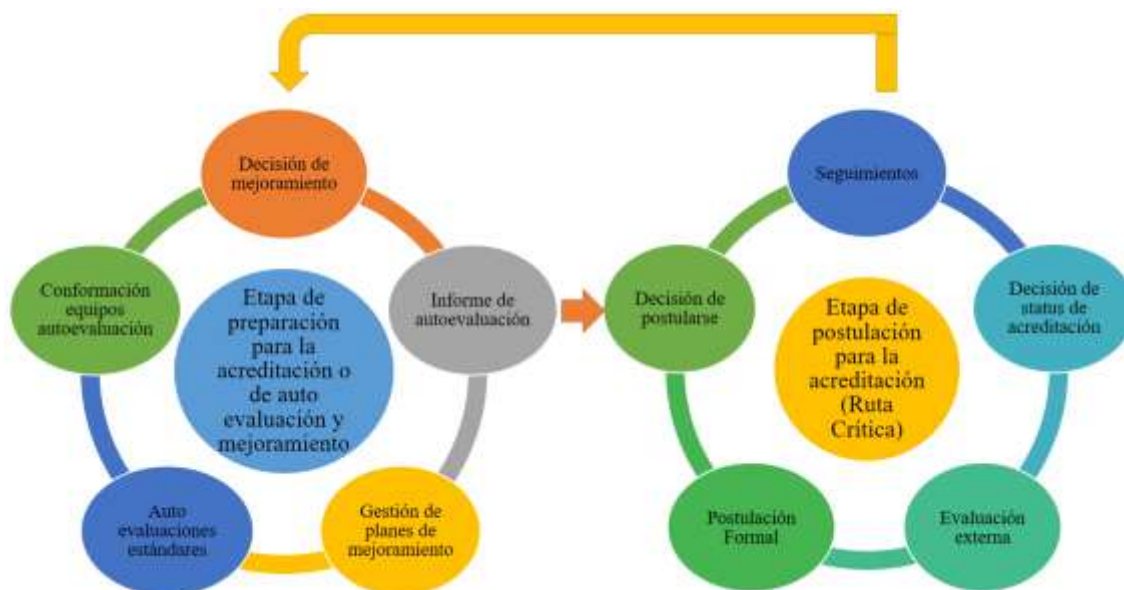 Decisión de
mejoramiento
Conformación
equipos
autoevaluación
Etapa de
preparación
para la
acreditación o
de auto
evaluación y
mejoramiento
Informe de
autoevaluación
Auto
evaluaciones
estándares
Gestión de
planes de
mejoramiento
Seguimientos
Decisión de
postularse
Etapa de
postulación
para la
acreditación
(Ruta
Crítica)
Decisión de
status de
acreditación
Postulación
Formal
Evaluación
externa